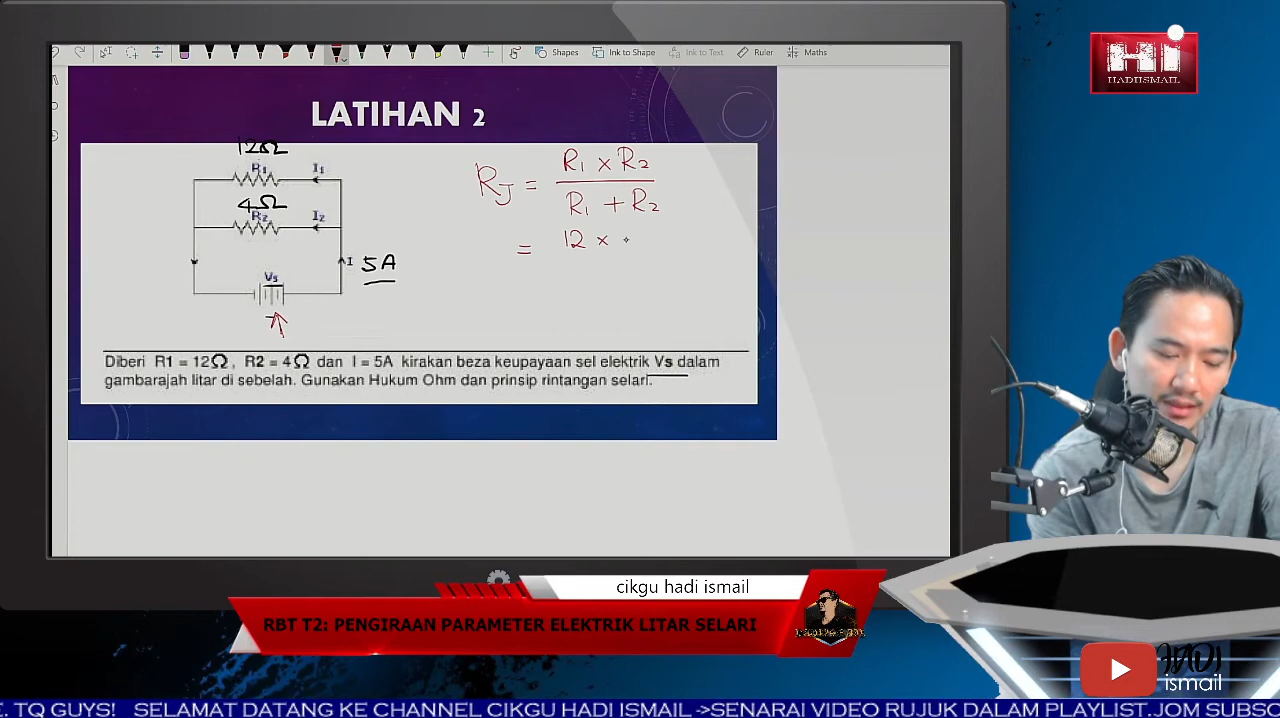 Shapes
Ink to Shape
Ink to Text
Ruler
Maths
Hi
HADIISMAIL
LATIHAN 2
12Ω
R1
I1
4Ω
R2
I2
I 5A
Vs
RJ = R1 × R2
R1 + R2
= 12 ×
Diberi R1 = 12Ω , R2 = 4Ω dan I = 5A kirakan beza keupayaan sel elektrik Vs dalam
gambarajah litar di sebelah. Gunakan Hukum Ohm dan prinsip rintangan selari.
cikgu hadi ismail
RBT T2: PENGIRAAN PARAMETER ELEKTRIK LITAR SELARI
HADI
ismail
E. TQ GUYS! SELAMAT DATANG KE CHANNEL CIKGU HADI ISMAIL ->SENARAI VIDEO RUJUK DALAM PLAYLIST.JOM SUBSC